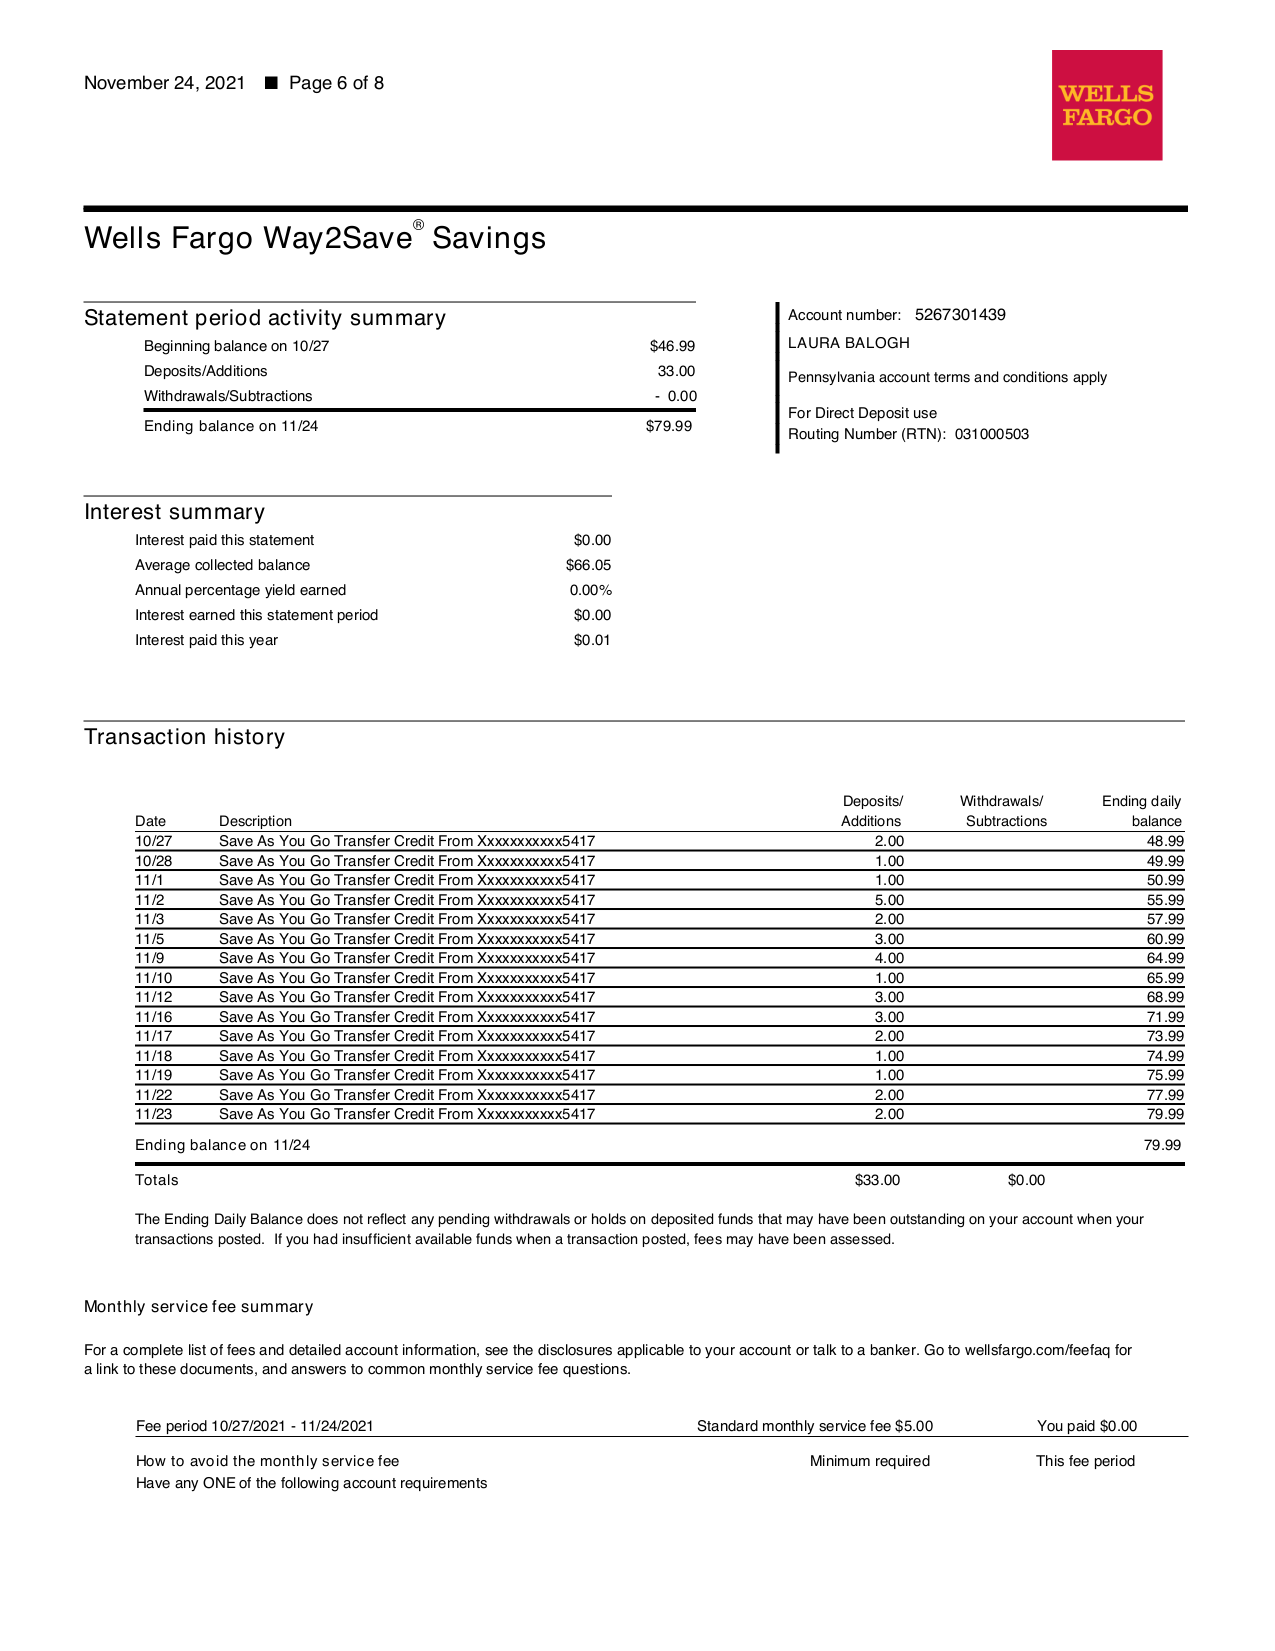 November 24, 2021 ■ Page 6 of 8
WELLS
FARGO
Wells Fargo Way2Save® Savings
Statement period activity summary
Beginning balance on 10/27 $46.99
Deposits/Additions 33.00
Withdrawals/Subtractions - 0.00
Ending balance on 11/24 $79.99
Account number: 5267301439
LAURA BALOGH
Pennsylvania account terms and conditions apply
For Direct Deposit use
Routing Number (RTN): 031000503
Interest summary
Interest paid this statement $0.00
Average collected balance $66.05
Annual percentage yield earned 0.00%
Interest earned this statement period $0.00
Interest paid this year $0.01
Transaction history
Deposits/ Withdrawals/ Ending daily
Date Description Additions Subtractions balance
10/27 Save As You Go Transfer Credit From Xxxxxxxxxxx5417 2.00 48.99
10/28 Save As You Go Transfer Credit From Xxxxxxxxxxx5417 1.00 49.99
11/1 Save As You Go Transfer Credit From Xxxxxxxxxxx5417 1.00 50.99
11/2 Save As You Go Transfer Credit From Xxxxxxxxxxx5417 5.00 55.99
11/3 Save As You Go Transfer Credit From Xxxxxxxxxxx5417 2.00 57.99
11/5 Save As You Go Transfer Credit From Xxxxxxxxxxx5417 3.00 60.99
11/9 Save As You Go Transfer Credit From Xxxxxxxxxxx5417 4.00 64.99
11/10 Save As You Go Transfer Credit From Xxxxxxxxxxx5417 1.00 65.99
11/12 Save As You Go Transfer Credit From Xxxxxxxxxxx5417 3.00 68.99
11/16 Save As You Go Transfer Credit From Xxxxxxxxxxx5417 3.00 71.99
11/17 Save As You Go Transfer Credit From Xxxxxxxxxxx5417 2.00 73.99
11/18 Save As You Go Transfer Credit From Xxxxxxxxxxx5417 1.00 74.99
11/19 Save As You Go Transfer Credit From Xxxxxxxxxxx5417 1.00 75.99
11/22 Save As You Go Transfer Credit From Xxxxxxxxxxx5417 2.00 77.99
11/23 Save As You Go Transfer Credit From Xxxxxxxxxxx5417 2.00 79.99
Ending balance on 11/24 79.99
Totals $33.00 $0.00
The Ending Daily Balance does not reflect any pending withdrawals or holds on deposited funds that may have been outstanding on your account when your
transactions posted. If you had insufficient available funds when a transaction posted, fees may have been assessed.
Monthly service fee summary
For a complete list of fees and detailed account information, see the disclosures applicable to your account or talk to a banker. Go to wellsfargo.com/feefaq for
a link to these documents, and answers to common monthly service fee questions.
Fee period 10/27/2021 - 11/24/2021 Standard monthly service fee $5.00 You paid $0.00
How to avoid the monthly service fee Minimum required This fee period
Have any ONE of the following account requirements